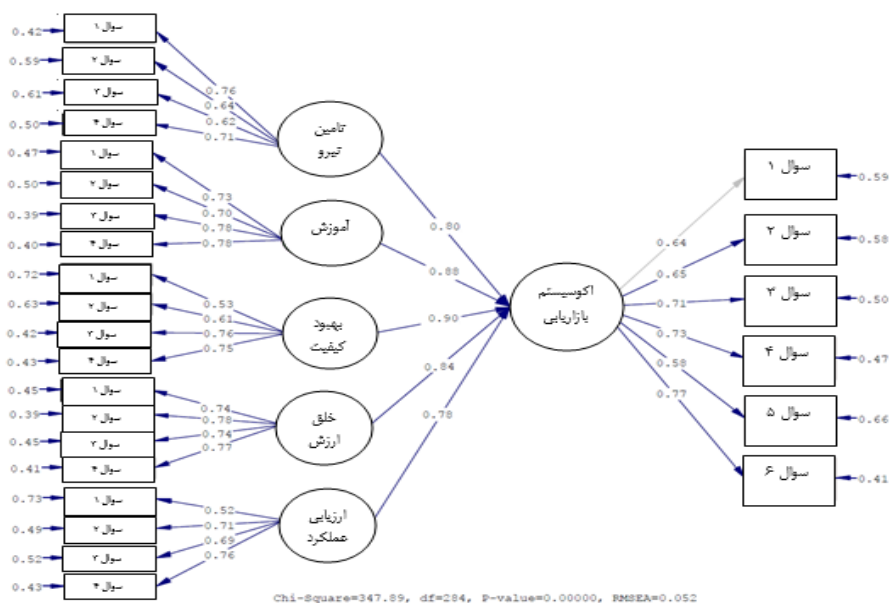 0.42
سوال ۱
0.59
سوال ۲
0.61
سوال ۳
0.50
سوال ۴
0.76
0.64
0.62
0.71
تامین
تیرو
0.47
سوال ۱
0.50
سوال ۲
0.39
سوال ۳
0.40
سوال ۴
0.73
0.70
0.78
0.78
آموزش
0.72
سوال ۱
0.63
سوال ۲
0.42
سوال ۳
0.43
سوال ۴
0.53
0.61
0.76
0.75
بهبود
کیفیت
0.45
سوال ۱
0.39
سوال ۲
0.45
سوال ۳
0.41
سوال ۴
0.74
0.78
0.74
0.77
خلق
ارزش
0.73
سوال ۱
0.49
سوال ۲
0.52
سوال ۳
0.43
سوال ۴
0.52
0.71
0.69
0.76
ارزیابی
عملکرد
0.80
0.88
0.90
0.84
0.78
اکوسیستم
بازاریابی
0.64
0.65
0.71
0.73
0.58
0.77
سوال ۱
0.59
سوال ۲
0.58
سوال ۳
0.50
سوال ۴
0.47
سوال ۵
0.66
سوال ۶
0.41
Chi-Square=347.89, df=284, P-value=0.00000, RMSEA=0.052